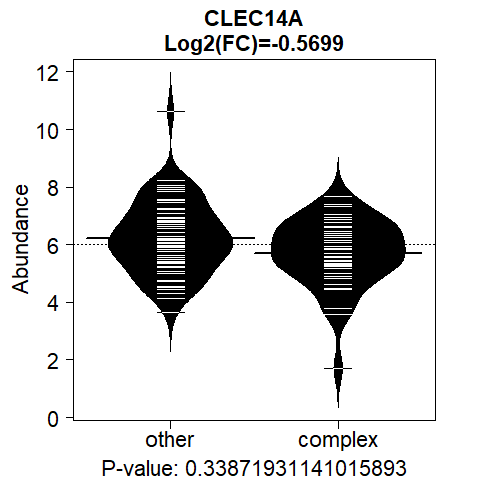 CLEC14A
Log2(FC)=-0.5699
Abundance
12
10
8
6
4
2
0
other complex
P-value: 0.33871931141015893